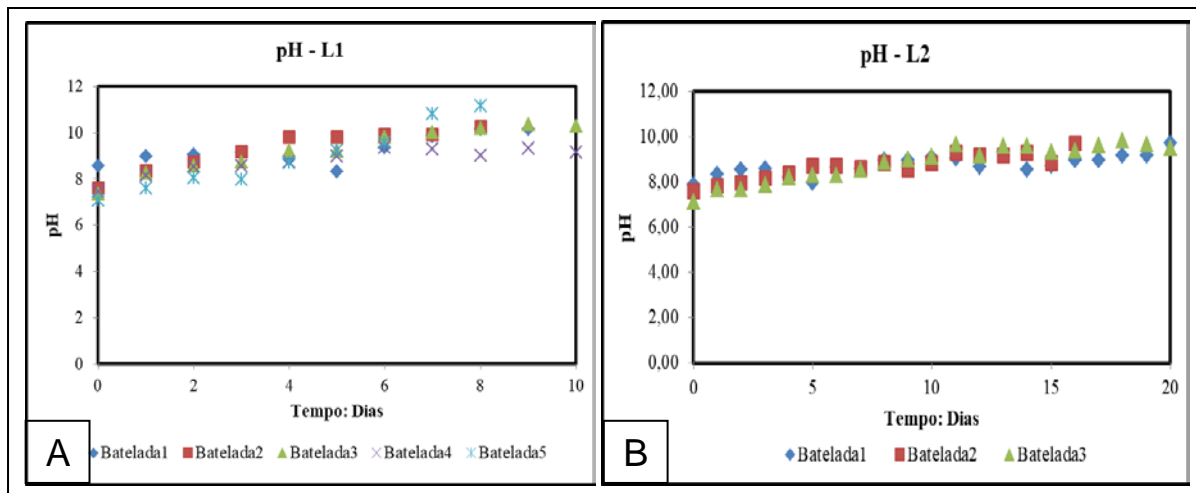 pH - L1
12
10
8
6
4
2
0
pH
0 2 4 6 8 10
Tempo: Dias
Batelada1 Batelada2 Batelada3 Batelada4 Batelada5
A
pH - L2
12,00
10,00
8,00
6,00
4,00
2,00
0,00
pH
0 5 10 15 20
Tempo: Dias
Batelada1 Batelada2 Batelada3
B